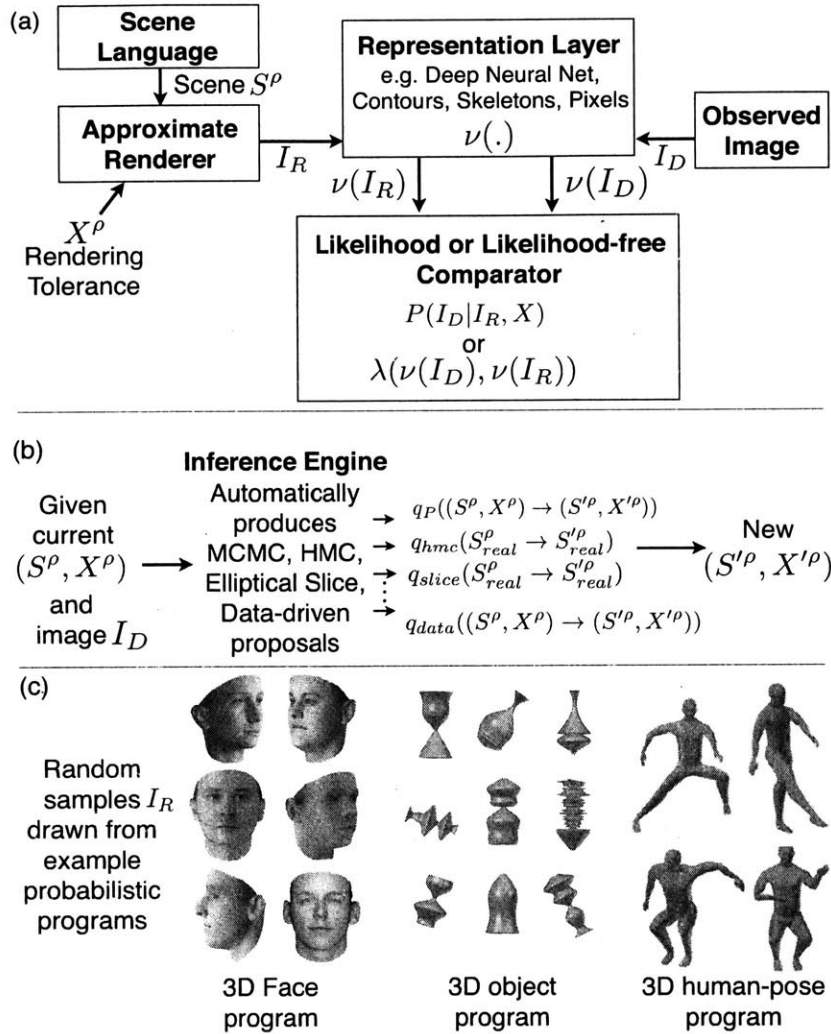 (a)
Scene
Language
Scene S^ρ
Approximate
Renderer
I_R
X^ρ
Rendering
Tolerance
Representation Layer
e.g. Deep Neural Net,
Contours, Skeletons, Pixels
ν(.)
Observed
Image
I_D
ν(I_R)
ν(I_D)
Likelihood or Likelihood-free
Comparator
P(I_D|I_R, X)
or
λ(ν(I_D), ν(I_R))
(b)
Given
current
(S^ρ, X^ρ)
and
image I_D
Inference Engine
Automatically
produces
MCMC, HMC,
Elliptical Slice,
Data-driven
proposals
q_P((S^ρ, X^ρ) → (S'^ρ, X'^ρ))
q_hmc(S^ρ_real → S'^ρ_real)
q_slice(S^ρ_real → S'^ρ_real)
q_data((S^ρ, X^ρ) → (S'^ρ, X'^ρ))
New
(S'^ρ, X'^ρ)
(c)
Random
samples I_R
drawn from
example
probabilistic
programs
3D Face
program
3D object
program
3D human-pose
program